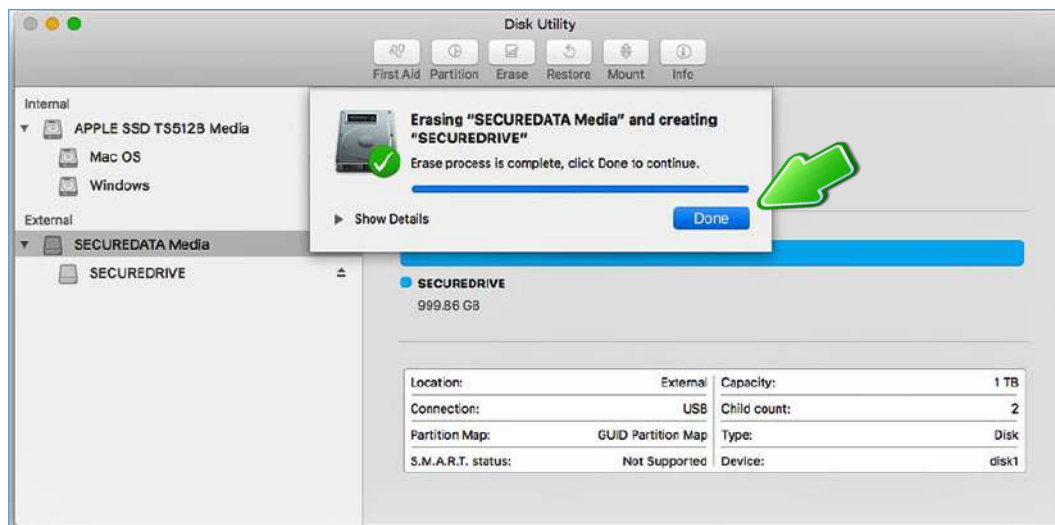 Disk Utility
First Aid Partition Erase Restore Mount Info
Internal
APPLE SSD TS512B Media
Mac OS
Windows
External
SECUREDATA Media
SECUREDRIVE
Erasing “SECUREDATA Media” and creating
“SECUREDRIVE”
Erase process is complete, click Done to continue.
Show Details
Done
SECUREDRIVE
999.86 GB
Location: External Capacity: 1 TB
Connection: USB Child count: 2
Partition Map: GUID Partition Map Type: Disk
S.M.A.R.T. status: Not Supported Device: disk1